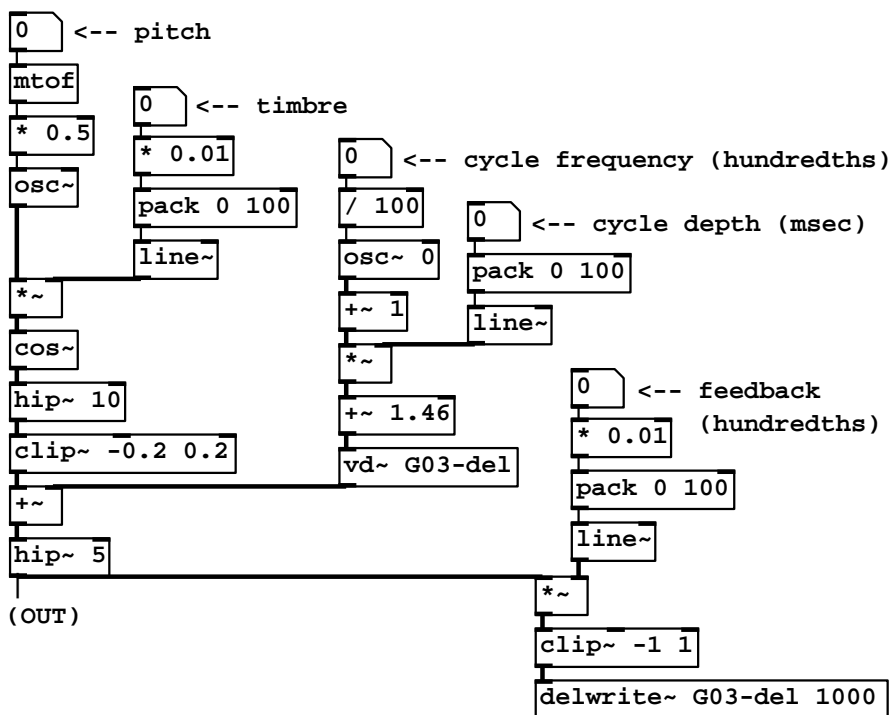 0 <-- pitch
mtof
0 <-- timbre
* 0.5
* 0.01
0 <-- cycle frequency (hundredths)
osc~
pack 0 100
/ 100
0 <-- cycle depth (msec)
line~
osc~ 0
pack 0 100
*~
+~ 1
line~
cos~
*~
hip~ 10
0 <-- feedback
+~ 1.46
(hundredths)
* 0.01
clip~ -0.2 0.2
vd~ G03-del
pack 0 100
+~
line~
hip~ 5
*~
(OUT)
clip~ -1 1
delwrite~ G03-del 1000